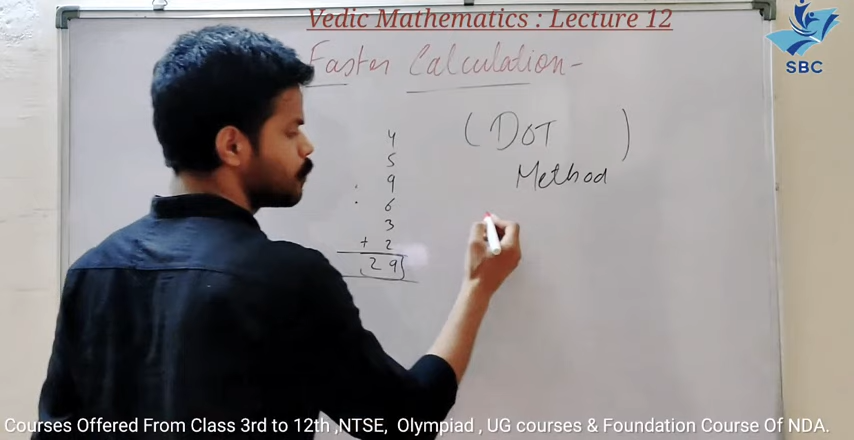 Vedic Mathematics : Lecture 12
SBC
Faster Calculation -
(DOT )
Method
4
5
9
6
3
+ 2
29
Courses Offered From Class 3rd to 12th ,NTSE, Olympiad , UG courses & Foundation Course Of NDA.